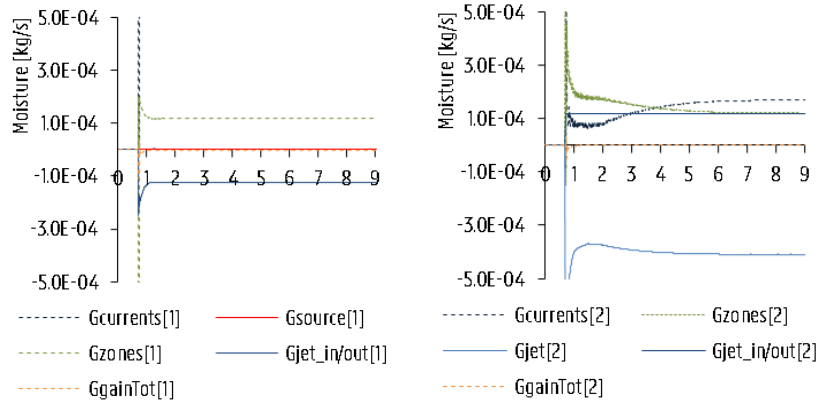 Moisture [kg/s]
5.0E-04
3.0E-04
1.0E-04
-1.0E-04
-3.0E-04
-5.0E-04
0 1 2 3 4 5 6 7 8 9
Gcurrents[1] Gsource[1]
Gzones[1] Gjet_in/out[1]
GgainTot[1]
Moisture [kg/s]
5.0E-04
3.0E-04
1.0E-04
-1.0E-04
-3.0E-04
-5.0E-04
0 1 2 3 4 5 6 7 8 9
Gcurrents[2] Gzones[2]
Gjet[2] Gjet_in/out[2]
GgainTot[2]